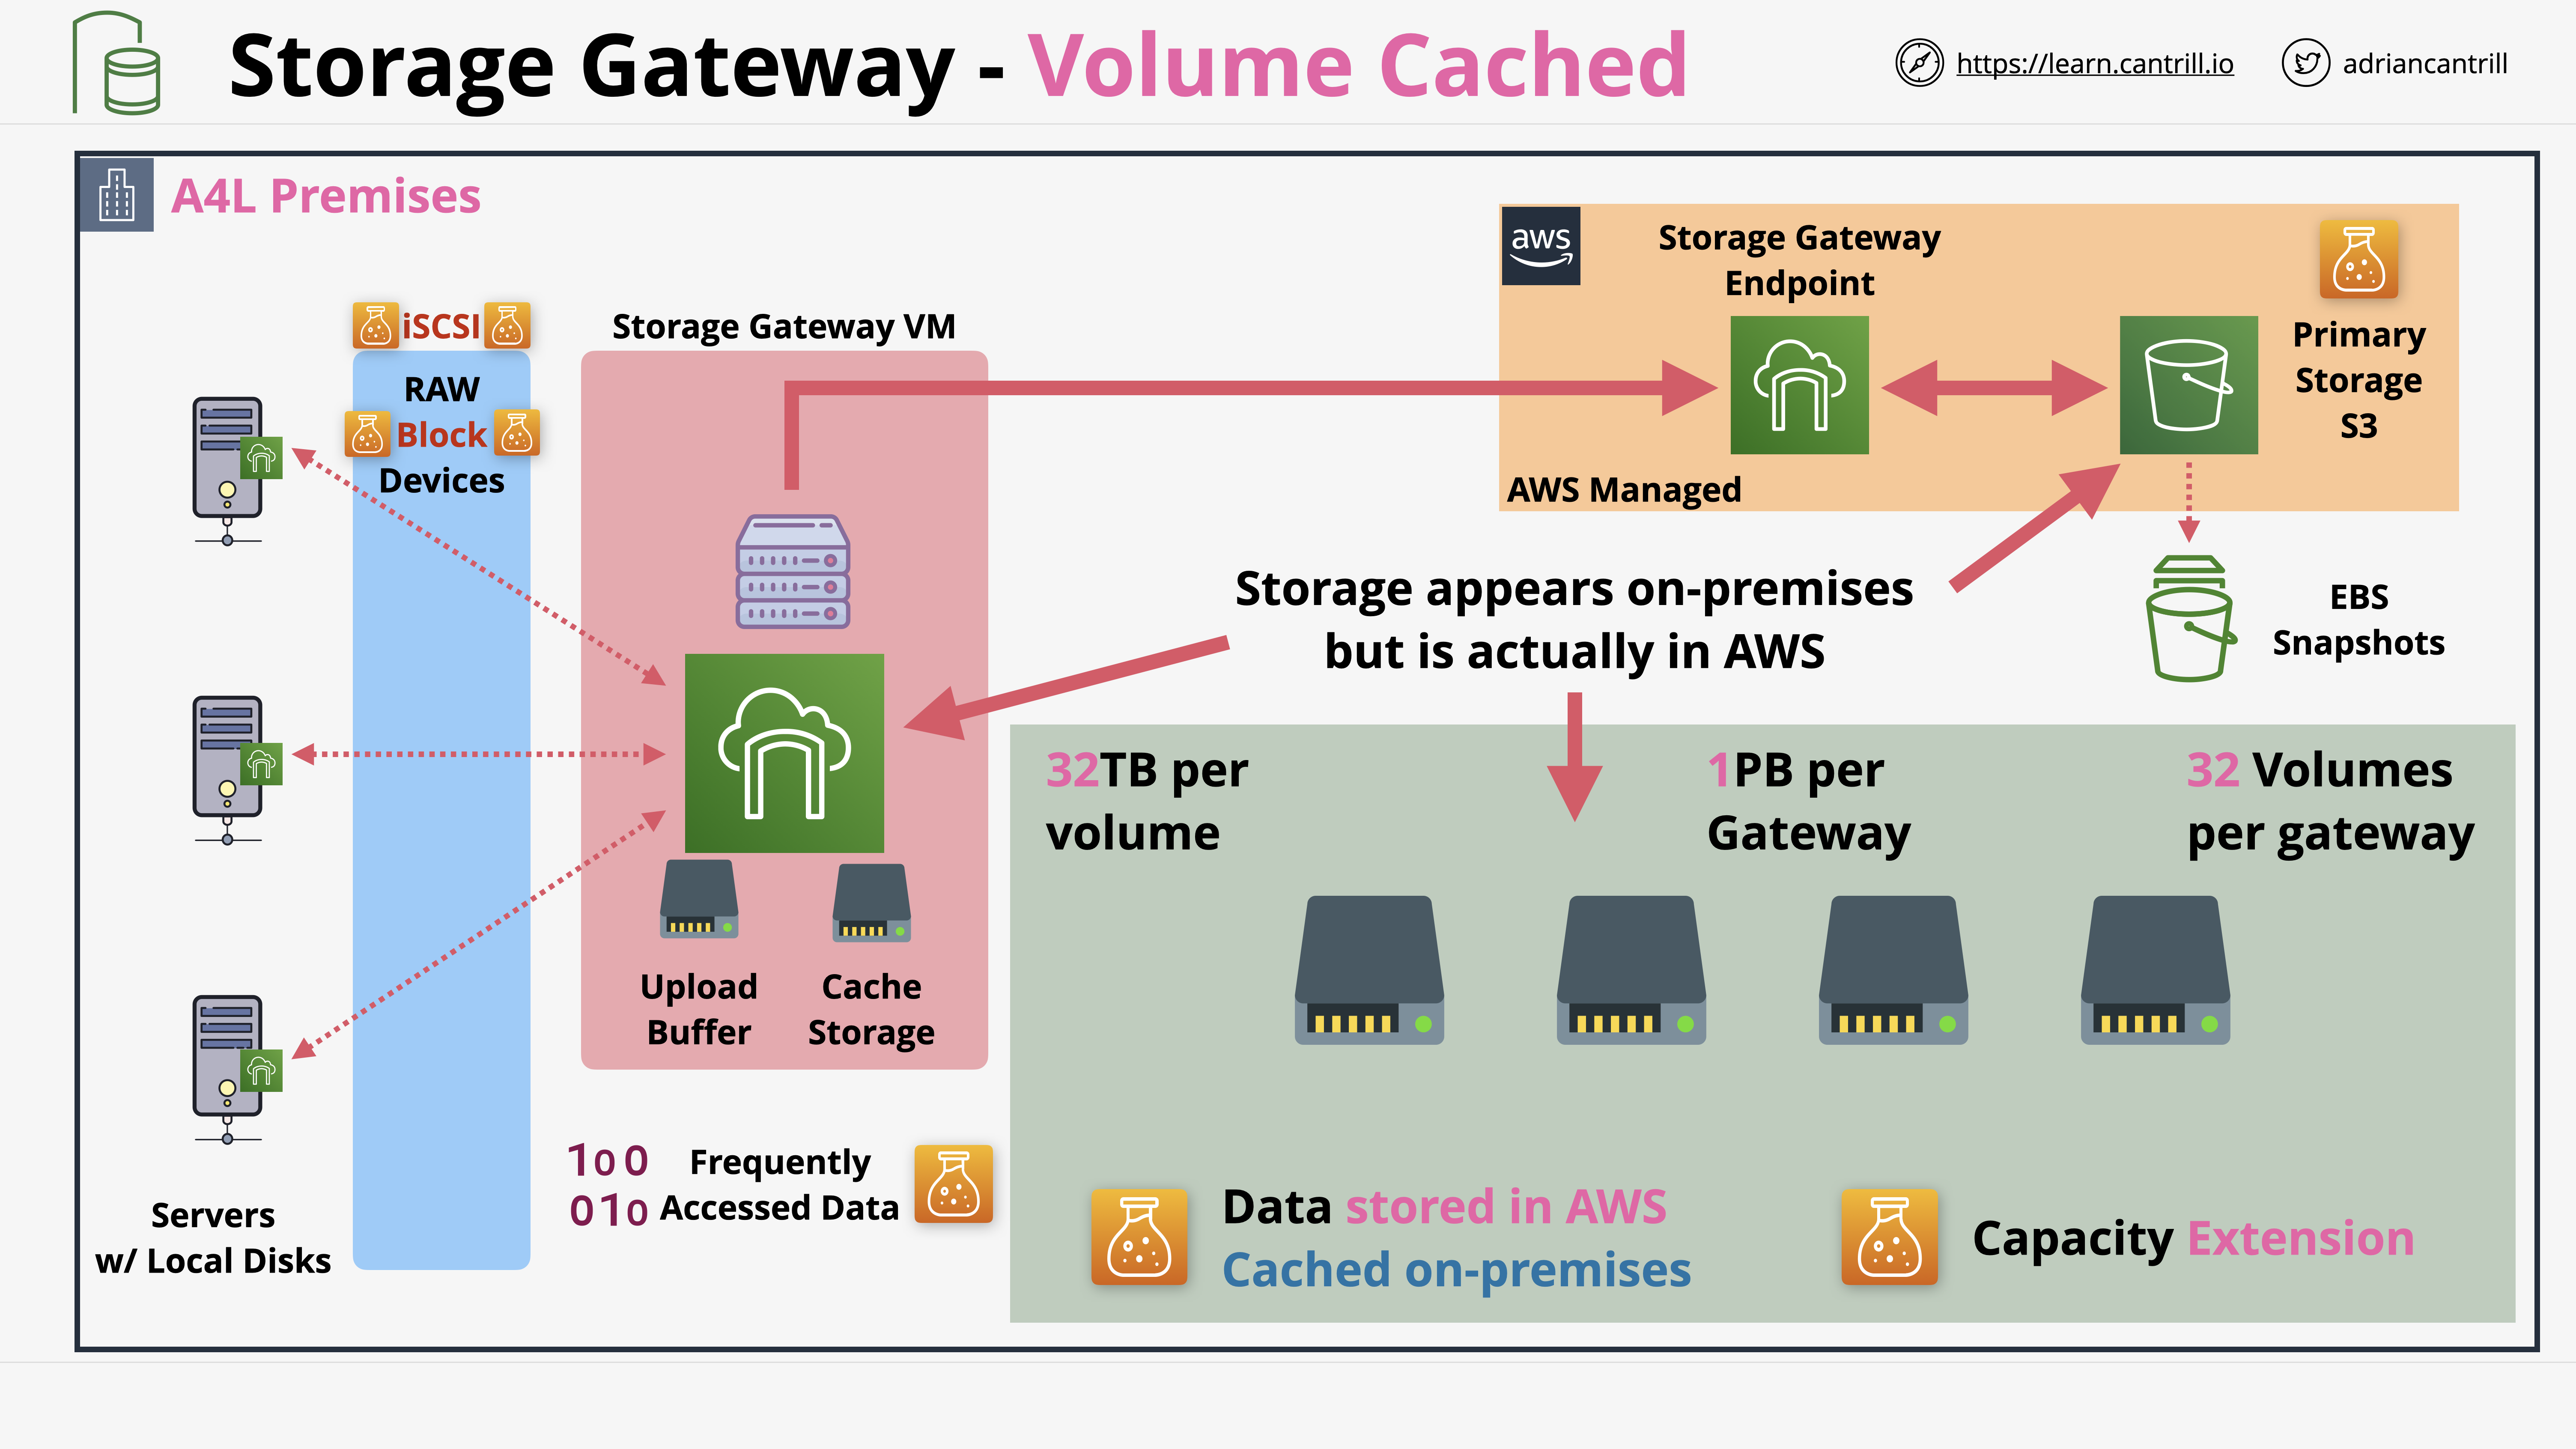 Storage Gateway - Volume Cached
https://learn.cantrill.io
adriancantrill
A4L Premises
aws
Storage Gateway
Endpoint
Primary
Storage
S3
AWS Managed
iSCSI
RAW
Block
Devices
Storage Gateway VM
Storage appears on-premises
but is actually in AWS
EBS
Snapshots
32TB per
volume
1PB per
Gateway
32 Volumes
per gateway
Upload
Buffer
Cache
Storage
100
010
Frequently
Accessed Data
Servers
w/ Local Disks
Data stored in AWS
Cached on-premises
Capacity Extension